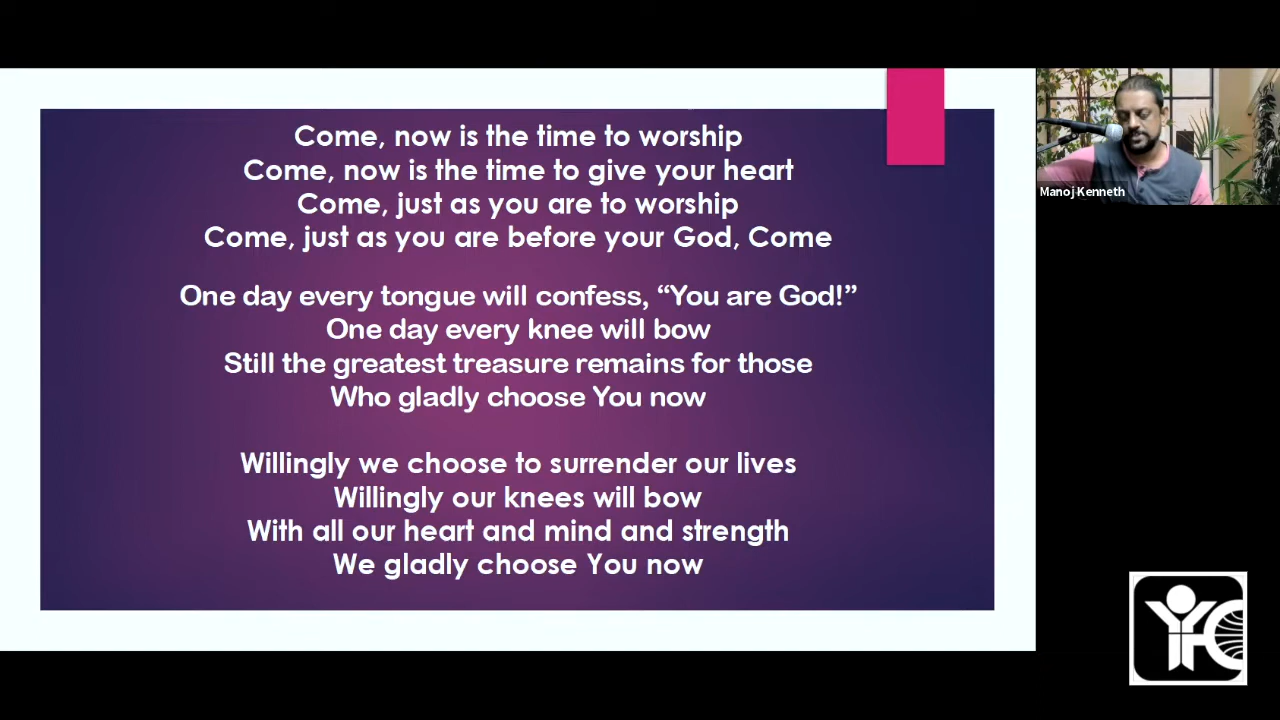 Come, now is the time to worship
Come, now is the time to give your heart
Come, just as you are to worship
Come, just as you are before your God, Come
One day every tongue will confess, “You are God!”
One day every knee will bow
Still the greatest treasure remains for those
Who gladly choose You now
Willingly we choose to surrender our lives
Willingly our knees will bow
With all our heart and mind and strength
We gladly choose You now
Manoj Kenneth
YFC